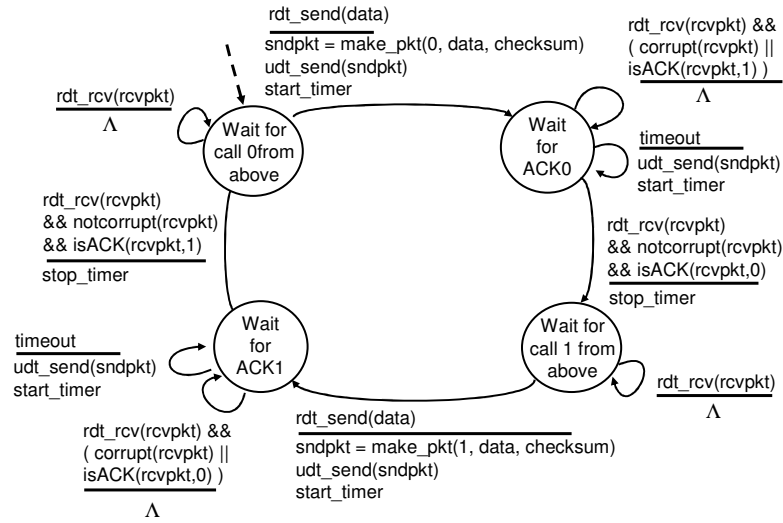 rdt_send(data)
sndpkt = make_pkt(0, data, checksum)
udt_send(sndpkt)
start_timer
rdt_rcv(rcvpkt) &&
( corrupt(rcvpkt) ||
isACK(rcvpkt,1) )
Λ
rdt_rcv(rcvpkt)
Λ
Wait for
call 0from
above
Wait
for
ACK0
timeout
udt_send(sndpkt)
start_timer
rdt_rcv(rcvpkt)
&& notcorrupt(rcvpkt)
&& isACK(rcvpkt,1)
stop_timer
rdt_rcv(rcvpkt)
&& notcorrupt(rcvpkt)
&& isACK(rcvpkt,0)
stop_timer
timeout
udt_send(sndpkt)
start_timer
Wait
for
ACK1
Wait for
call 1 from
above
rdt_rcv(rcvpkt)
Λ
rdt_rcv(rcvpkt) &&
( corrupt(rcvpkt) ||
isACK(rcvpkt,0) )
Λ
rdt_send(data)
sndpkt = make_pkt(1, data, checksum)
udt_send(sndpkt)
start_timer